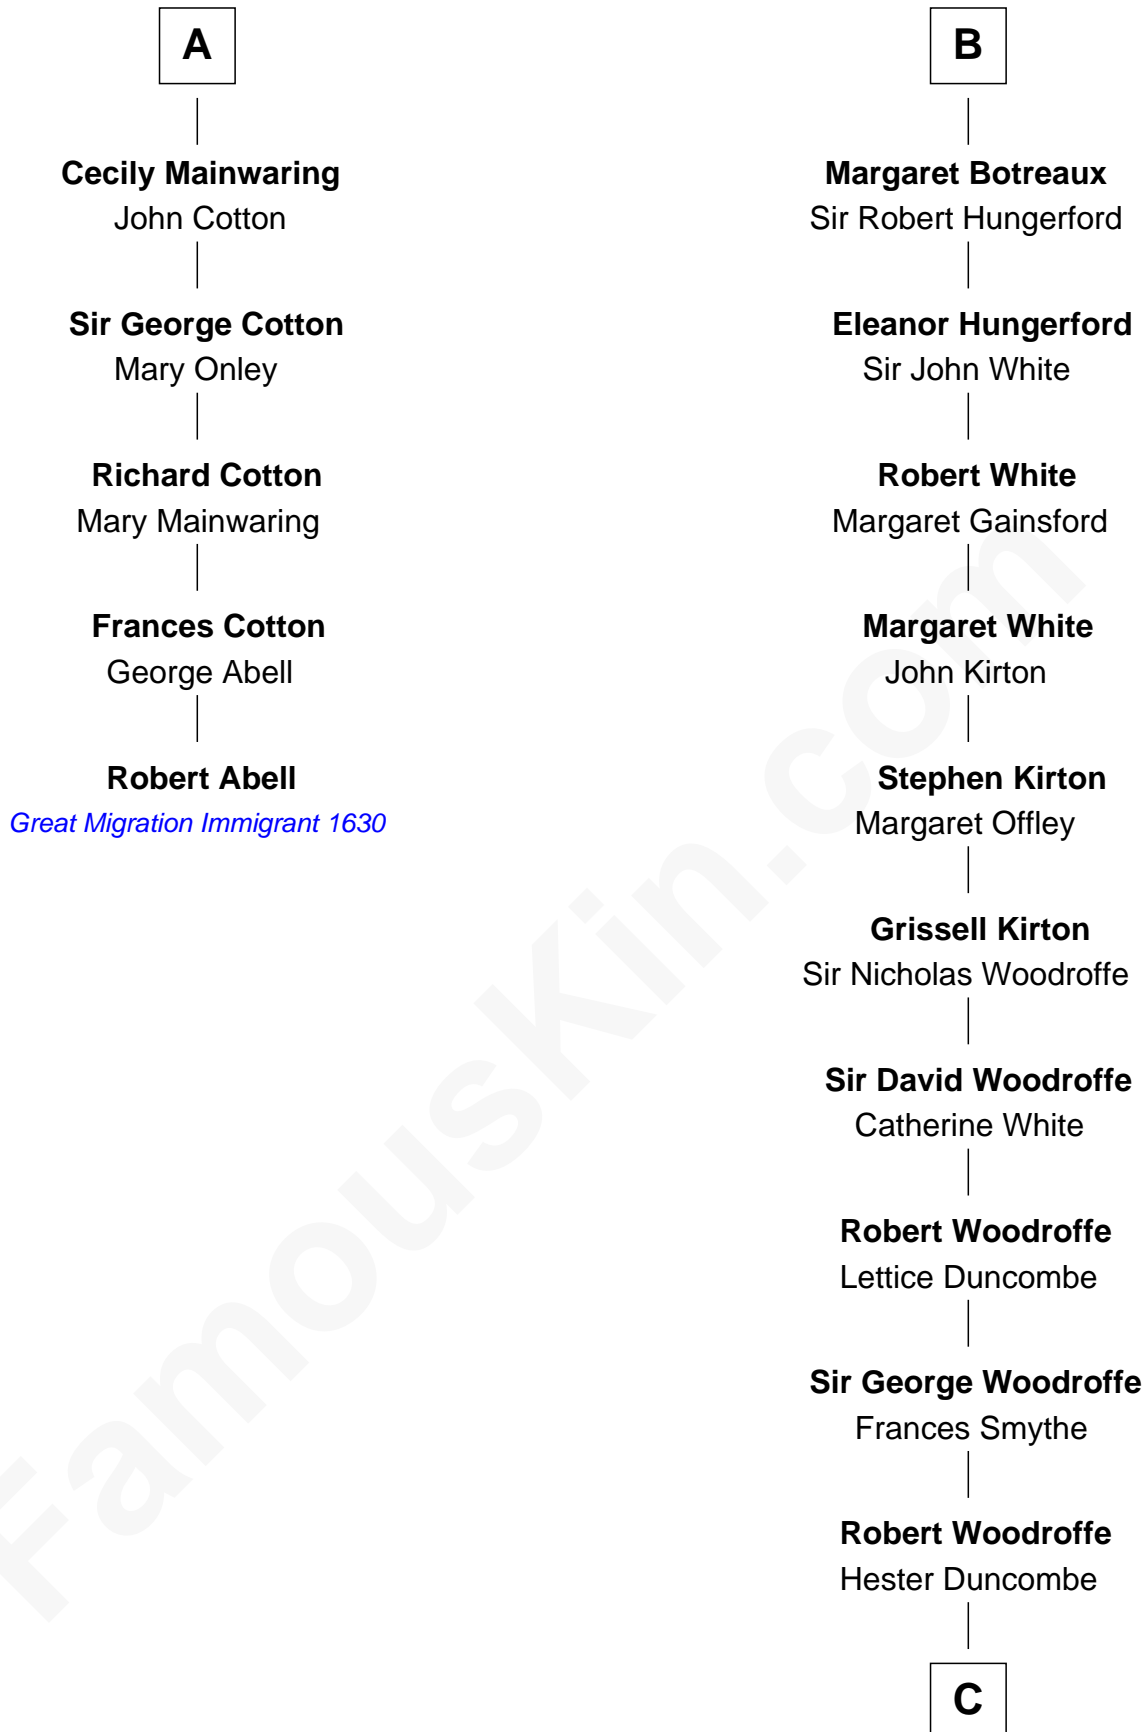 A
Cecily Mainwaring
John Cotton
Sir George Cotton
Mary Onley
Richard Cotton
Mary Mainwaring
Frances Cotton
George Abell
Robert Abell
Great Migration Immigrant 1630
B
Margaret Botreaux
Sir Robert Hungerford
Eleanor Hungerford
Sir John White
Robert White
Margaret Gainsford
Margaret White
John Kirton
Stephen Kirton
Margaret Offley
Grissell Kirton
Sir Nicholas Woodroffe
Sir David Woodroffe
Catherine White
Robert Woodroffe
Lettice Duncombe
Sir George Woodroffe
Frances Smythe
Robert Woodroffe
Hester Duncombe
C
FamousKin.com